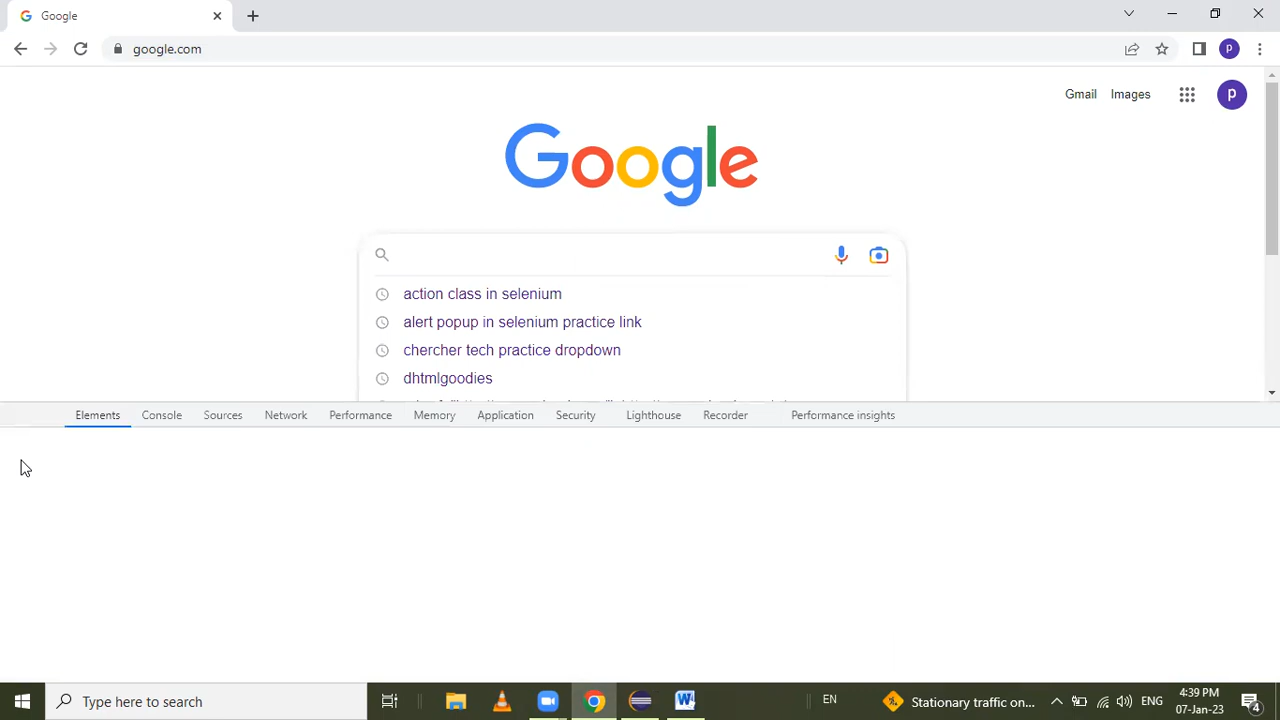 Google
google.com
p
Gmail
Images
p
Google
action class in selenium
alert popup in selenium practice link
chercher tech practice dropdown
dhtmlgoodies
Elements
Console
Sources
Network
Performance
Memory
Application
Security
Lighthouse
Recorder
Performance insights
Type here to search
W
EN
Stationary traffic on...
ENG
4:39 PM
07-Jan-23
4